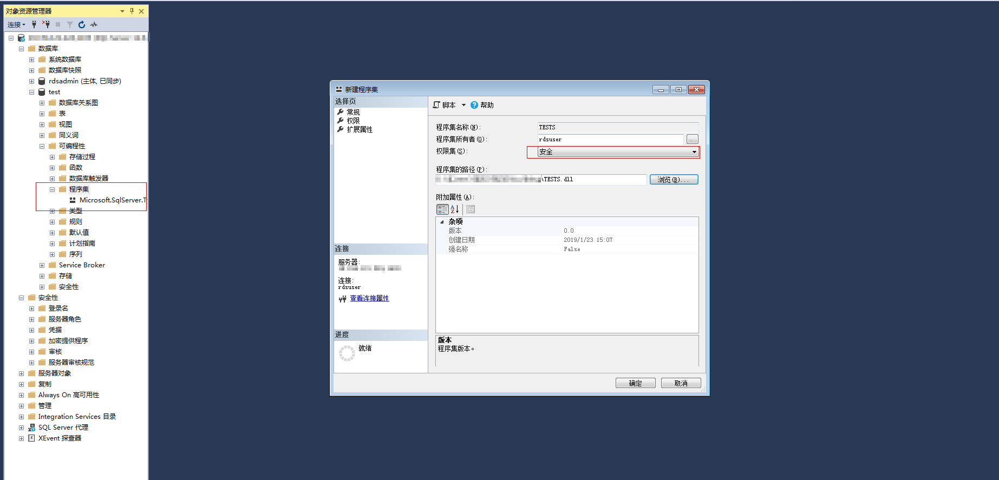 对象资源管理器
连接
数据库
系统数据库
数据库快照
rdsadmin (主体, 已同步)
test
数据库关系图
表
视图
同义词
可编程性
存储过程
函数
数据库触发器
程序集
Microsoft.SqlServer.T
类型
规则
默认值
计划指南
序列
Service Broker
存储
安全性
安全性
登录名
服务器角色
凭据
加密提供程序
审核
服务器审核规范
服务器对象
复制
Always On 高可用性
管理
Integration Services 目录
SQL Server 代理
XEvent 探查器
新建程序集
选择页
常规
权限
扩展属性
连接
服务器:
连接:
rdsuser
查看连接属性
进度
就绪
脚本
帮助
程序集名称(N): TESTS
程序集所有者(O): rdsuser
权限集(S): 安全
程序集的路径(P):
\TESTS.dll
浏览(B)...
附加属性(A):
杂项
版本 0.0
创建日期 2019/1/23 15:07
强名称 False
版本
程序集版本。
确定 取消